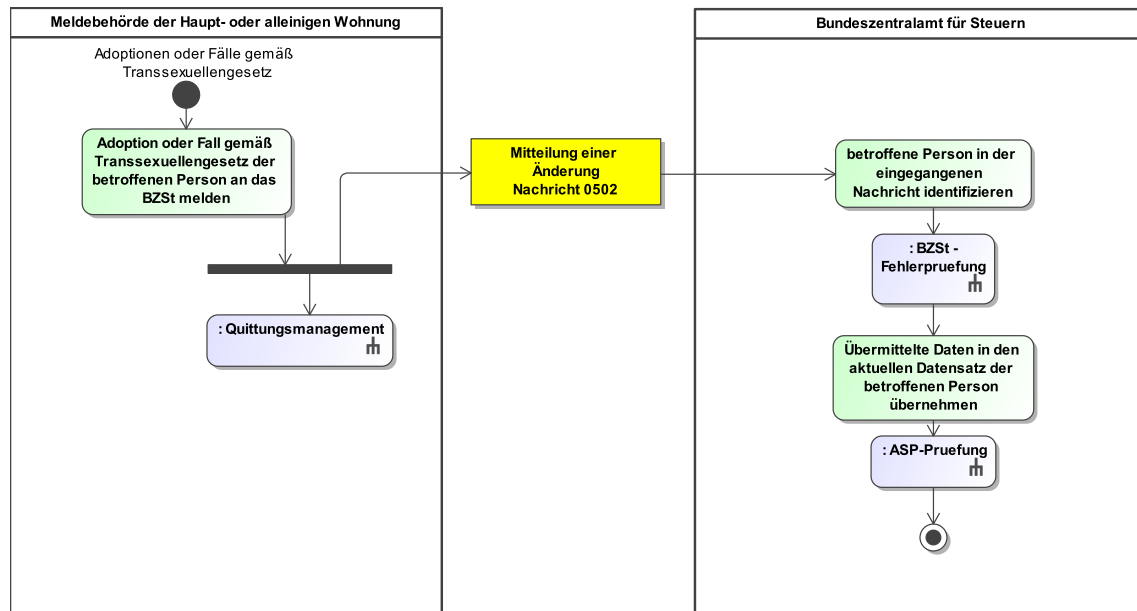 Meldebehörde der Haupt- oder alleinigen Wohnung
Adoptionen oder Fälle gemäß
Transsexuellengesetz
Adoption oder Fall gemäß
Transsexuellengesetz der
betroffenen Person an das
BZSt melden
: Quittungsmanagement
Mitteilung einer
Änderung
Nachricht 0502
Bundeszentralamt für Steuern
betroffene Person in der
eingegangenen
Nachricht identifizieren
: BZSt -
Fehlerpruefung
Übermittelte Daten in den
aktuellen Datensatz der
betroffenen Person
übernehmen
: ASP-Pruefung